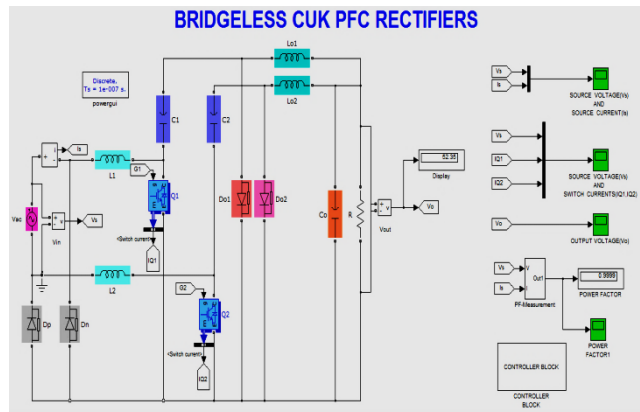 BRIDGELESS CUK PFC RECTIFIERS
Discrete,
Ts = 1e-007 s.
powergui
Lo1
Lo2
C1
C2
i
+
-
Is
L1
G1
Q1
Do1
Do2
Co
R
+
-
v
Vout
52.35
Display
Vo
Vac
+
-
v
Vs
Vin
<Switch current>
IQ1
L2
G2
Q2
<Switch current>
IQ2
Dp
Dn
Vs
Is
SOURCE VOLTAGE(Vs)
AND
SOURCE CURRENT(Is)
Vs
IQ1
IQ2
SOURCE VOLTAGE(Vs)
AND
SWITCH CURRENTS(IQ1,IQ2)
Vo
OUTPUT VOLTAGE(Vo)
Vs
Is
V
I
Out1
PF-Measurement
0.9999
POWER FACTOR
POWER
FACTOR1
CONTROLLER BLOCK
CONTROLLER
BLOCK